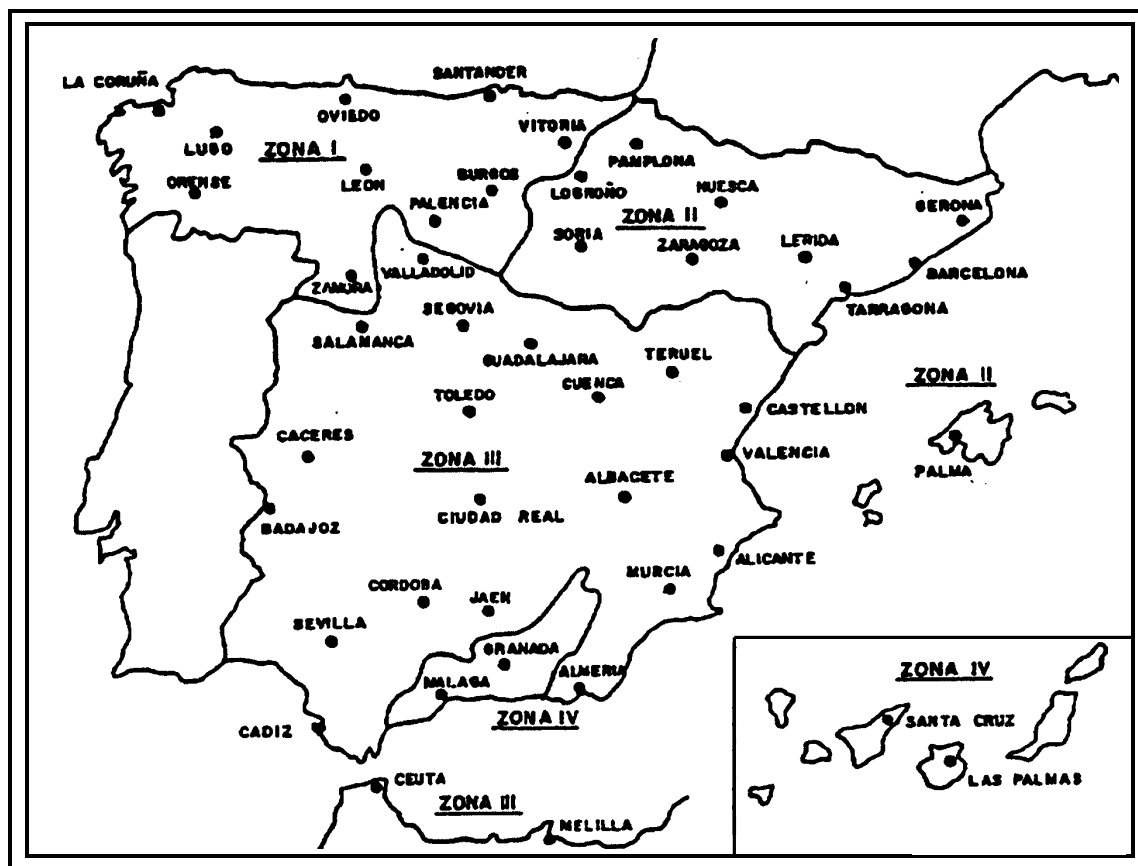 SANTANDER
LA CORUÑA
OVIEDO
VITORIA
LUGO
ZONA I
PAMPLONA
ORENSE
LEON
BURGOS
LOGROÑO
HUESCA
PALENCIA
ZONA II
GERONA
SORIA
ZARAGOZA
LERIDA
ZAMORA
VALLADOLID
BARCELONA
SEGOVIA
TARRAGONA
SALAMANCA
GUADALAJARA
TERUEL
ZONA II
CUENCA
TOLEDO
CASTELLON
CACERES
ZONA III
VALENCIA
PALMA
ALBACETE
CIUDAD REAL
BADAJOZ
ALICANTE
CORDOBA
JAEN
MURCIA
SEVILLA
GRANADA
ALMERIA
MALAGA
ZONA IV
CADIZ
ZONA IV
SANTA CRUZ
LAS PALMAS
CEUTA
ZONA III
MELILLA